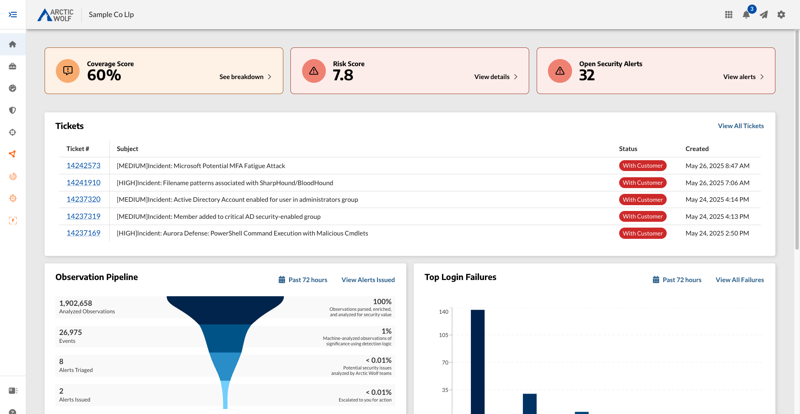 ARCTIC
WOLF
Sample Co Llp
3
Coverage Score
60%
See breakdown
Risk Score
7.8
View details
Open Security Alerts
32
View alerts
Tickets
View All Tickets
Ticket # Subject Status Created
14242573 [MEDIUM]Incident: Microsoft Potential MFA Fatigue Attack With Customer May 26, 2025 8:47 AM
14241910 [HIGH]Incident: Filename patterns associated with SharpHound/BloodHound With Customer May 26, 2025 7:06 AM
14237320 [MEDIUM]Incident: Active Directory Account enabled for user in administrators group With Customer May 24, 2025 4:14 PM
14237319 [MEDIUM]Incident: Member added to critical AD security-enabled group With Customer May 24, 2025 4:13 PM
14237169 [HIGH]Incident: Aurora Defense: PowerShell Command Execution with Malicious Cmdlets With Customer May 24, 2025 2:50 PM
Observation Pipeline
Past 72 hours
View Alerts Issued
1,902,658
Analyzed Observations
100%
Observations parsed, enriched,
and analyzed for security value
26,975
Events
1%
Machine-analyzed observations of
significance using detection logic
8
Alerts Triaged
< 0.01%
Potential security issues
analyzed by Arctic Wolf teams
2
Alerts Issued
< 0.01%
Escalated to you for action
Top Login Failures
Past 72 hours
View All Failures
140
105
70
35